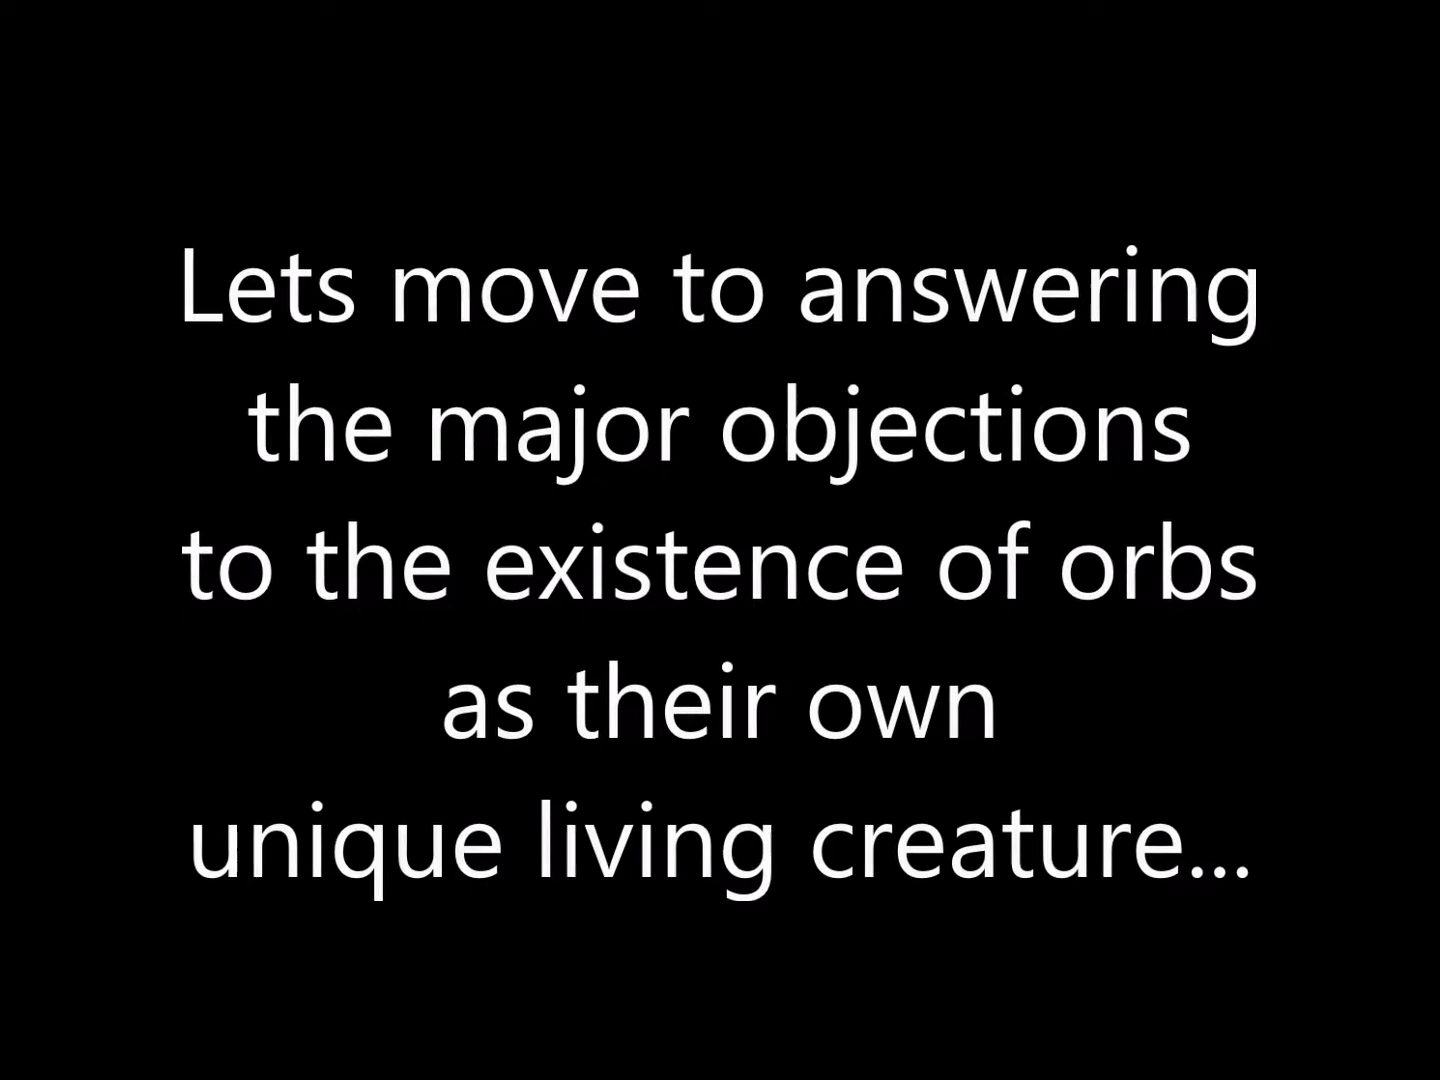 Lets move to answering
the major objections
to the existence of orbs
as their own
unique living creature...